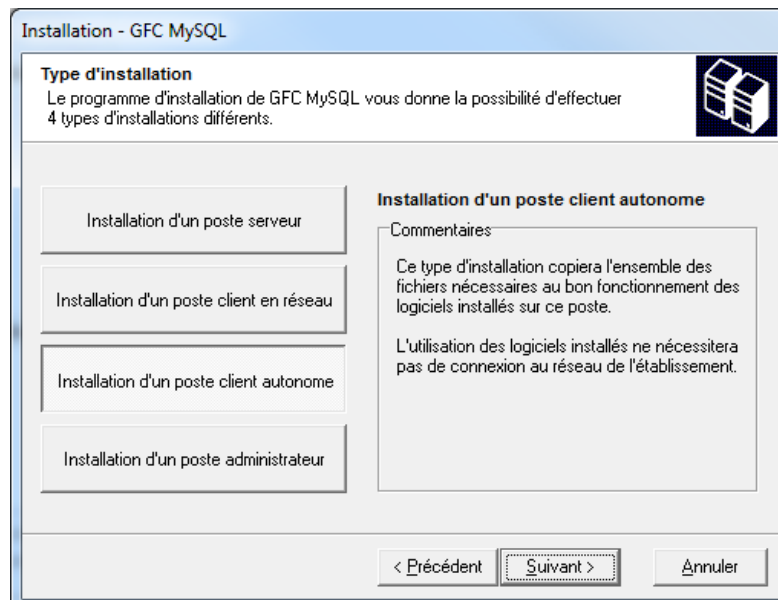 Installation - GFC MySQL
Type d'installation
Le programme d'installation de GFC MySQL vous donne la possibilité d'effectuer
4 types d'installations différents.
Installation d'un poste serveur
Installation d'un poste client en réseau
Installation d'un poste client autonome
Installation d'un poste administrateur
Installation d'un poste client autonome
Commentaires
Ce type d'installation copiera l'ensemble des
fichiers nécessaires au bon fonctionnement des
logiciels installés sur ce poste.
L'utilisation des logiciels installés ne nécessitera
pas de connexion au réseau de l'établissement.
< Précédent
Suivant >
Annuler